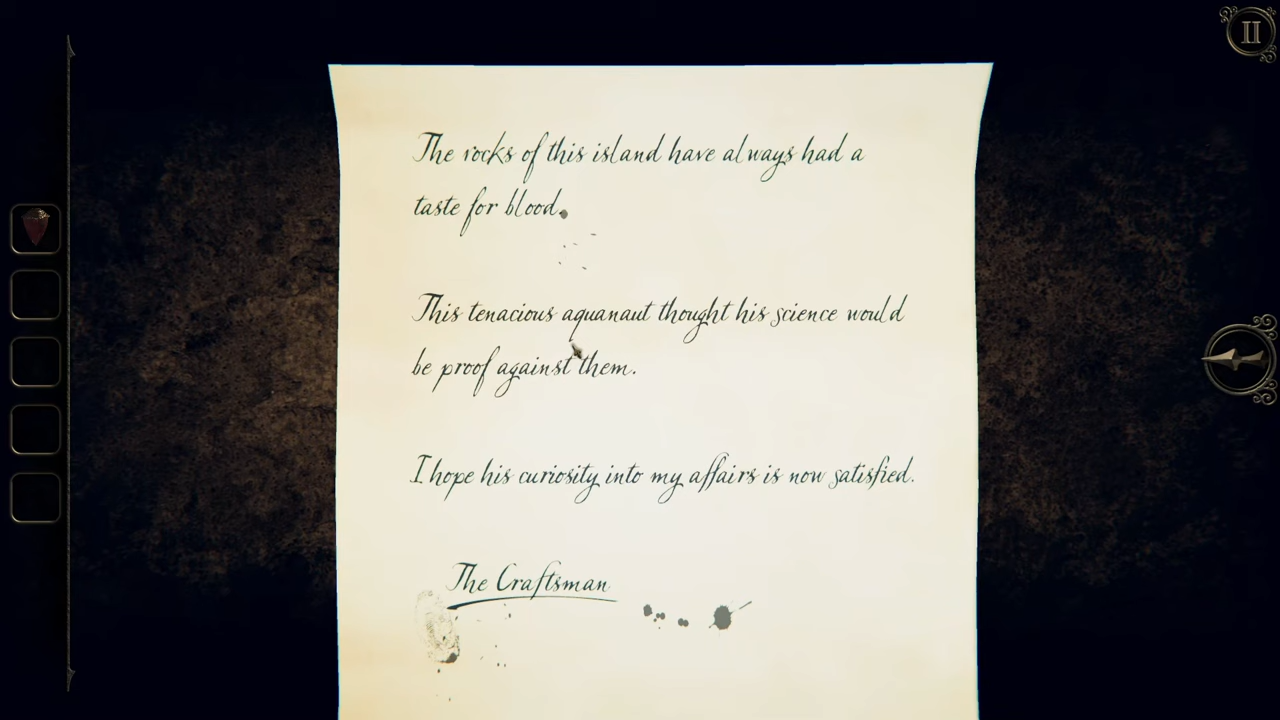 The rocks of this island have always had a
taste for blood.
This tenacious aquanaut thought his science would
be proof against them.
I hope his curiosity into my affairs is now satisfied.
The Craftsman